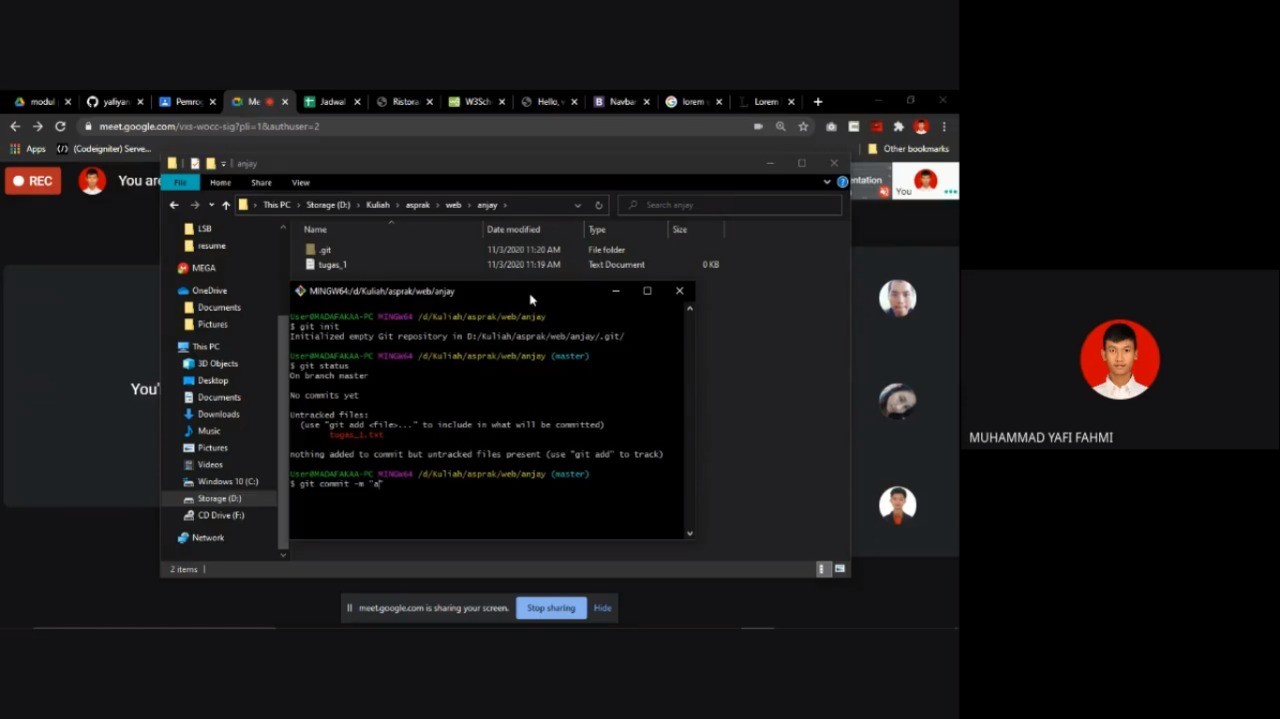 modul
yafiyan
Pemrog
Me
Jadwal
Ristora
W3Sch
Hello, v
Navbar
lorem s
Lorem
meet.google.com/vxs-wocc-sig?pli=1&authuser=2
Apps
(Codeigniter) Serve...
Other bookmarks
anjay
REC
You are
entation
You
File
Home
Share
View
This PC > Storage (D:) > Kuliah > asprak > web > anjay >
Search anjay
Name
Date modified
Type
Size
.git
11/3/2020 11:20 AM
File folder
tugas_1
11/3/2020 11:19 AM
Text Document
0 KB
LSB
resume
MEGA
OneDrive
Documents
Pictures
This PC
3D Objects
Desktop
Documents
Downloads
Music
Pictures
Videos
Windows 10 (C:)
Storage (D:)
CD Drive (F:)
Network
MINGW64:/d/Kuliah/asprak/web/anjay
User@MADAFAKAA-PC MINGW64 /d/Kuliah/asprak/web/anjay
$ git init
Initialized empty Git repository in D:/Kuliah/asprak/web/anjay/.git/
User@MADAFAKAA-PC MINGW64 /d/Kuliah/asprak/web/anjay (master)
$ git status
On branch master
No commits yet
Untracked files:
(use "git add <file>..." to include in what will be committed)
tugas_1.txt
nothing added to commit but untracked files present (use "git add" to track)
User@MADAFAKAA-PC MINGW64 /d/Kuliah/asprak/web/anjay (master)
$ git commit -m "a"
You'
2 items
meet.google.com is sharing your screen.
Stop sharing
Hide
MUHAMMAD YAFI FAHMI